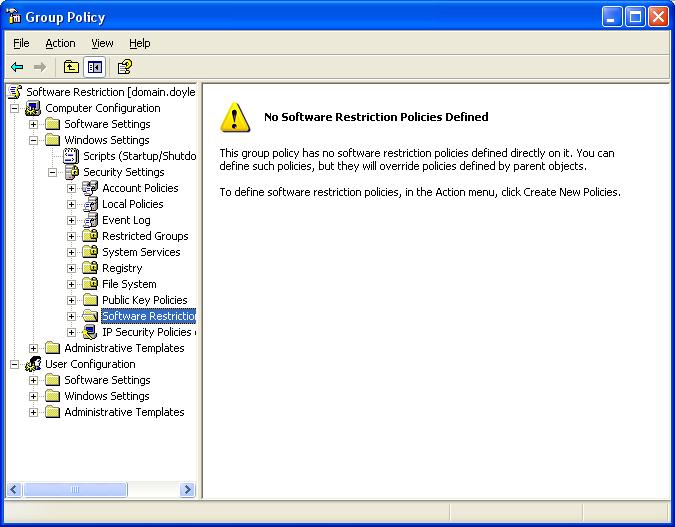 Group Policy
File Action View Help
Software Restriction [domain.doyle
Computer Configuration
Software Settings
Windows Settings
Scripts (Startup/Shutdo
Security Settings
Account Policies
Local Policies
Event Log
Restricted Groups
System Services
Registry
File System
Public Key Policies
Software Restriction
IP Security Policies
Administrative Templates
User Configuration
Software Settings
Windows Settings
Administrative Templates
No Software Restriction Policies Defined
This group policy has no software restriction policies defined directly on it. You can
define such policies, but they will override policies defined by parent objects.
To define software restriction policies, in the Action menu, click Create New Policies.